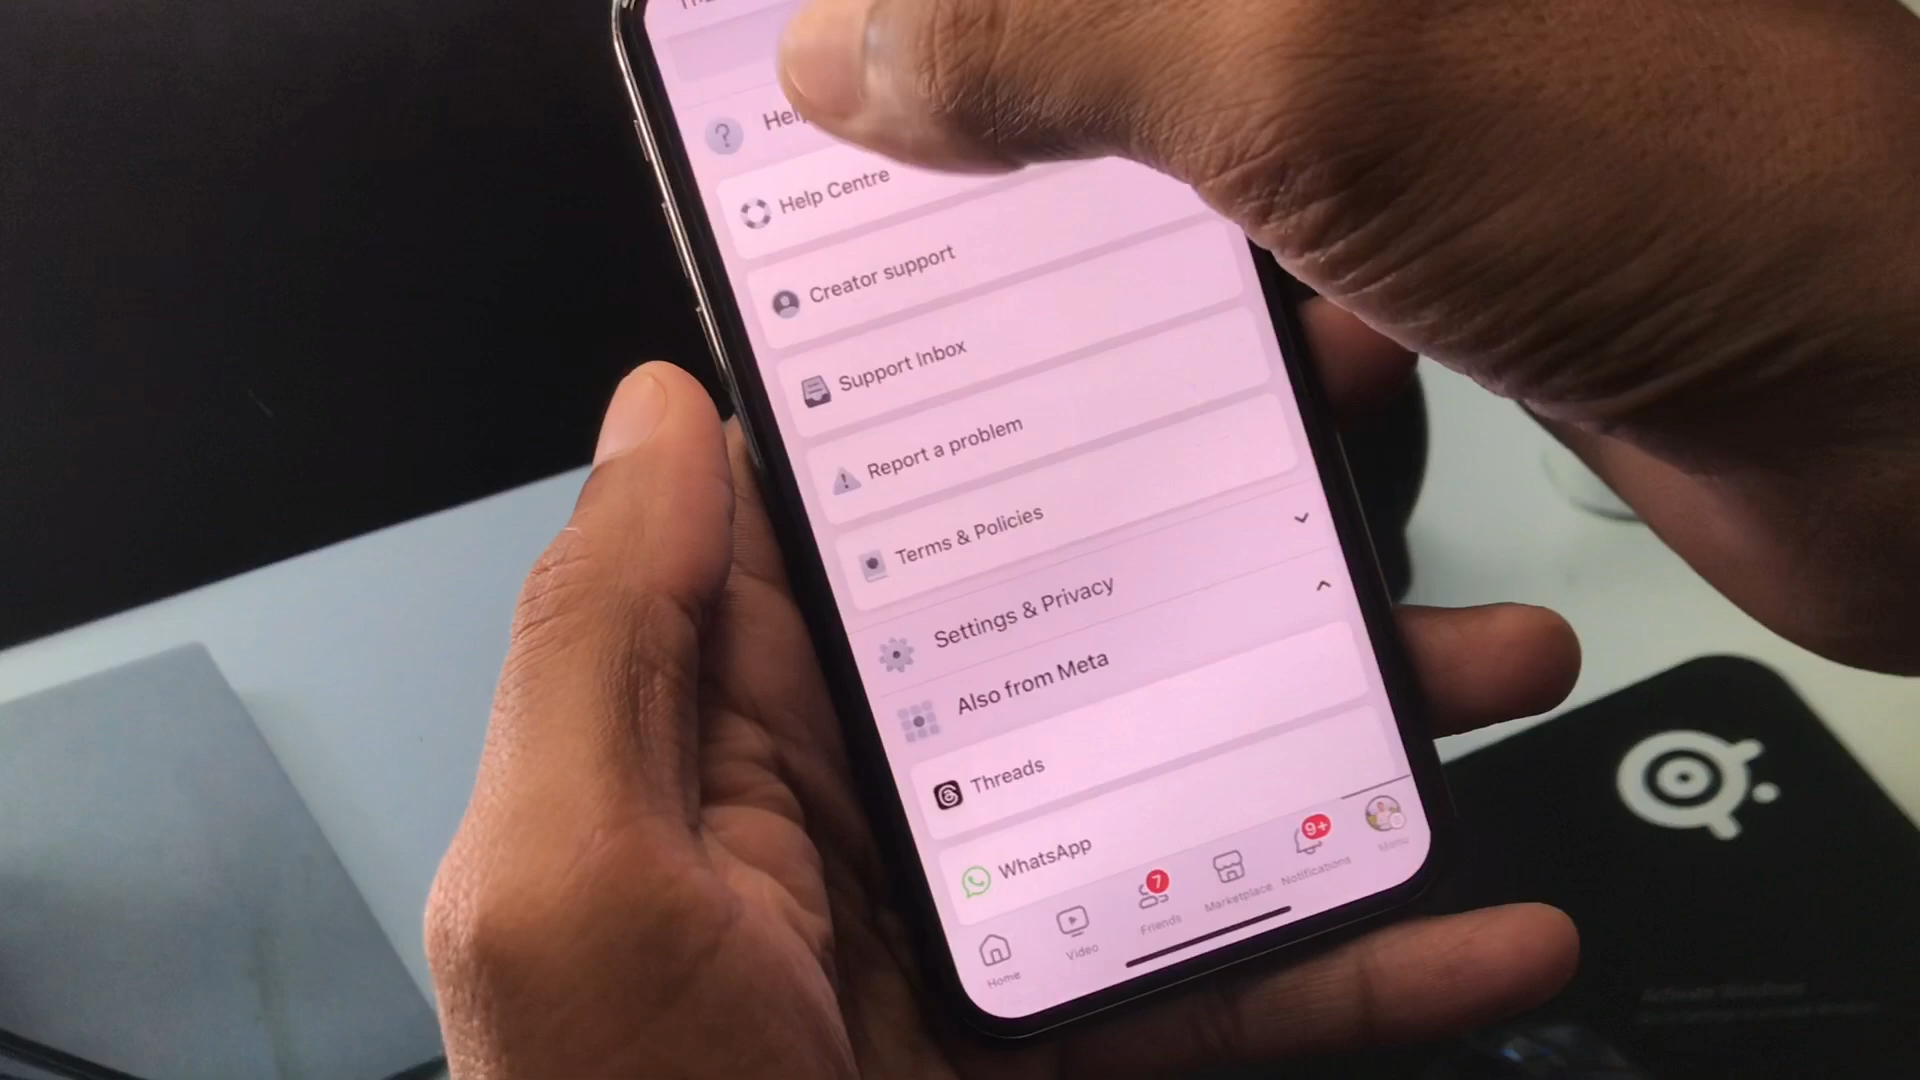 Help Centre
Creator support
Support Inbox
Report a problem
Terms & Policies
Settings & Privacy
Also from Meta
Threads
WhatsApp
7
9+
Home
Video
Friends
Marketplace
Notifications
Menu